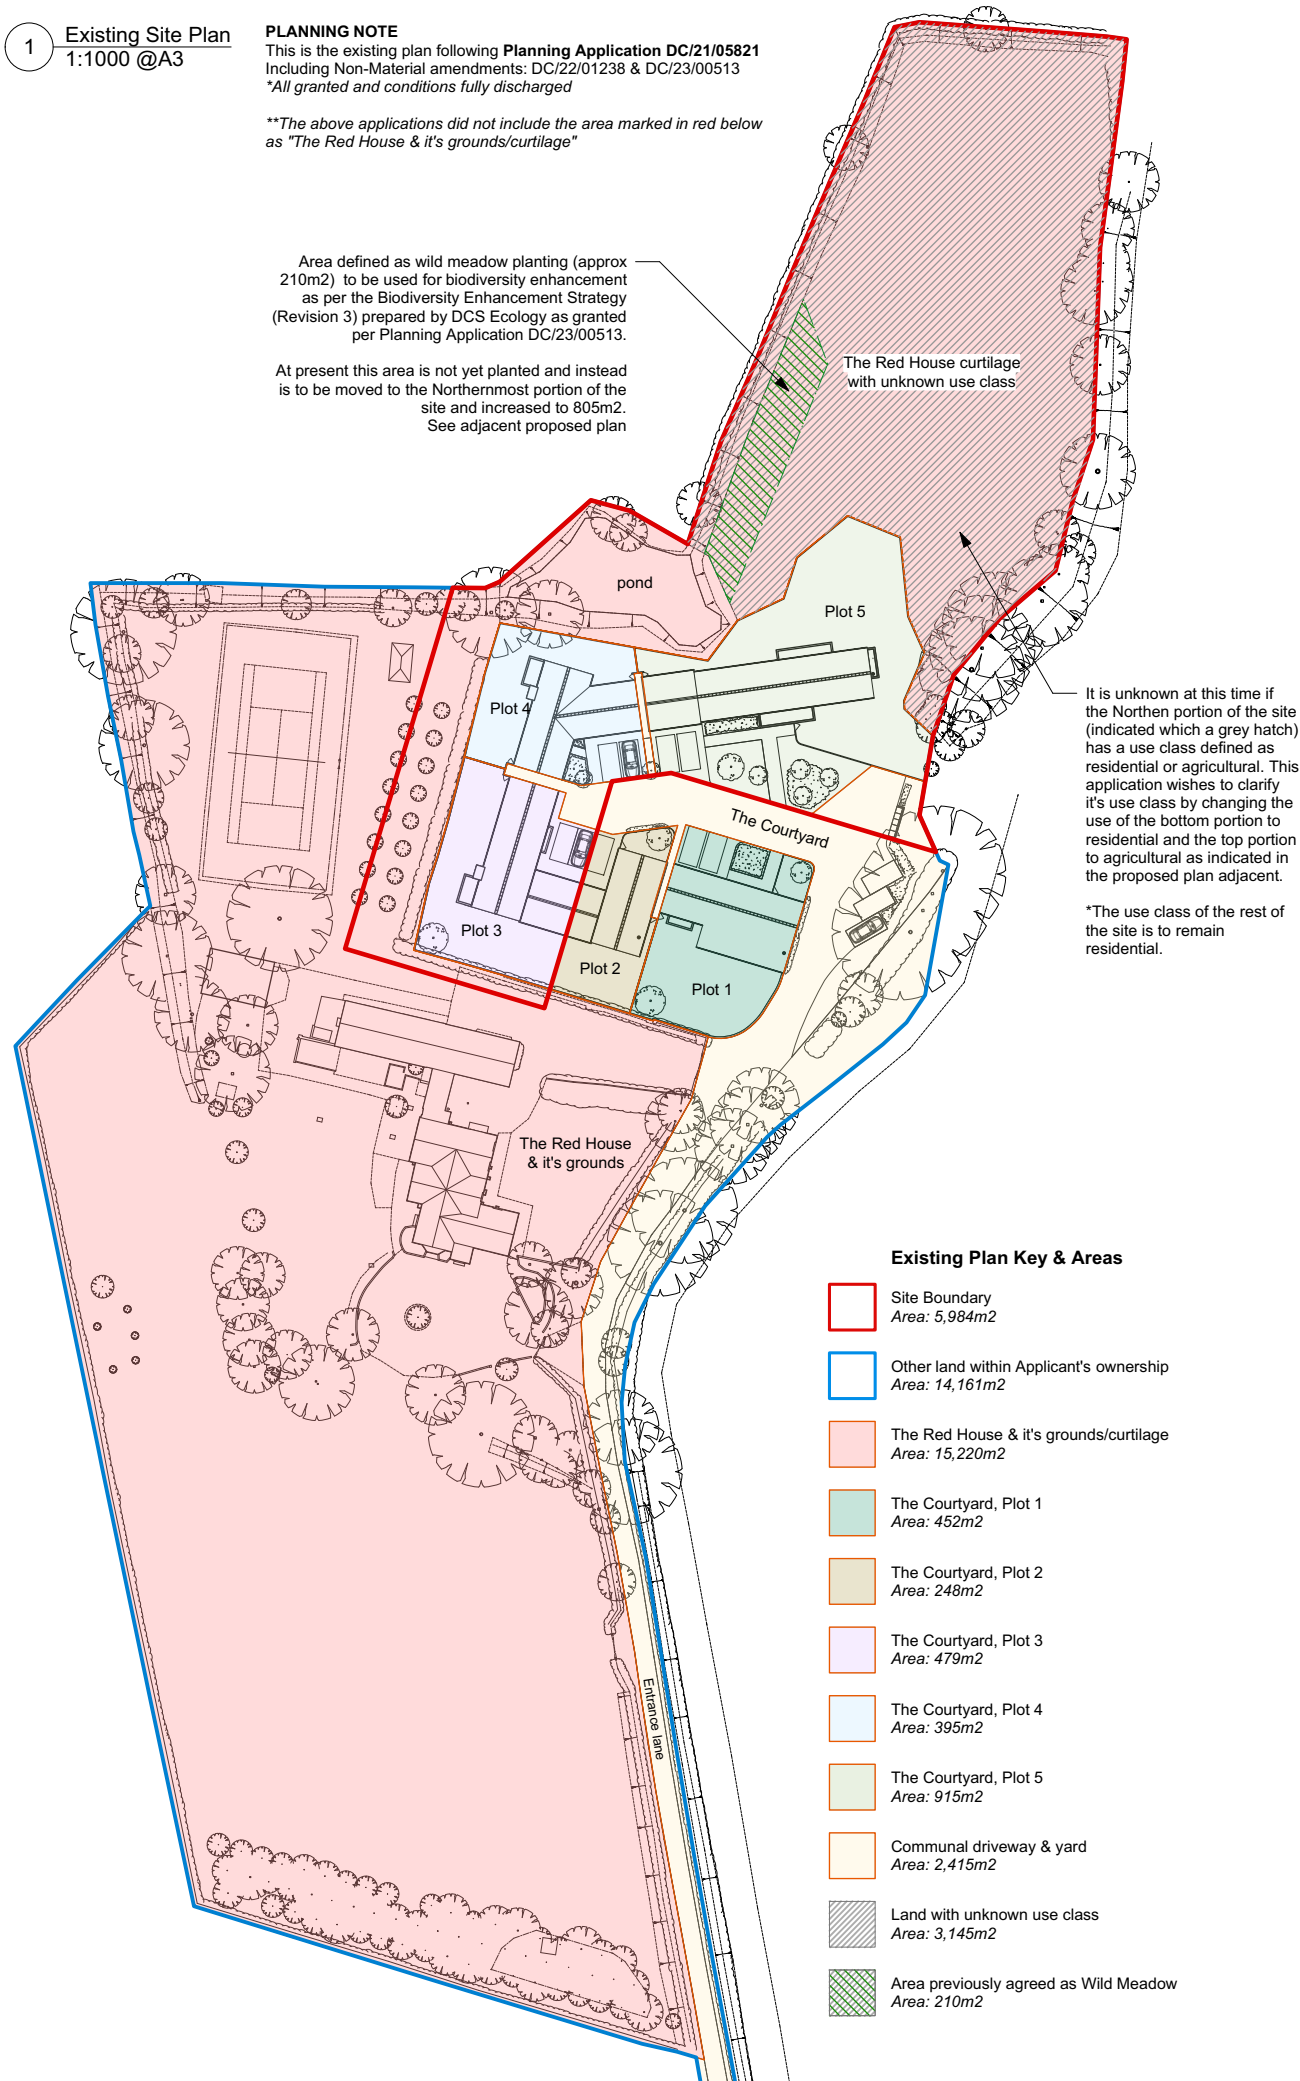 1
Existing Site Plan
1:1000 @A3
PLANNING NOTE
This is the existing plan following Planning Application DC/21/05821
Including Non-Material amendments: DC/22/01238 & DC/23/00513
*All granted and conditions fully discharged
**The above applications did not include the area marked in red below
as "The Red House & it's grounds/curtilage"
Area defined as wild meadow planting (approx
210m2) to be used for biodiversity enhancement
as per the Biodiversity Enhancement Strategy
(Revision 3) prepared by DCS Ecology as granted
per Planning Application DC/23/00513.
At present this area is not yet planted and instead
is to be moved to the Northernmost portion of the
site and increased to 805m2.
See adjacent proposed plan
The Red House curtilage
with unknown use class
pond
Plot 5
Plot 4
It is unknown at this time if
the Northen portion of the site
(indicated which a grey hatch)
has a use class defined as
residential or agricultural. This
application wishes to clarify
it's use class by changing the
use of the bottom portion to
residential and the top portion
to agricultural as indicated in
the proposed plan adjacent.
*The use class of the rest of
the site is to remain
residential.
The Courtyard
Plot 3
Plot 2
Plot 1
The Red House
& it's grounds
Entrance lane
Existing Plan Key & Areas
Site Boundary
Area: 5,984m2
Other land within Applicant's ownership
Area: 14,161m2
The Red House & it's grounds/curtilage
Area: 15,220m2
The Courtyard, Plot 1
Area: 452m2
The Courtyard, Plot 2
Area: 248m2
The Courtyard, Plot 3
Area: 479m2
The Courtyard, Plot 4
Area: 395m2
The Courtyard, Plot 5
Area: 915m2
Communal driveway & yard
Area: 2,415m2
Land with unknown use class
Area: 3,145m2
Area previously agreed as Wild Meadow
Area: 210m2